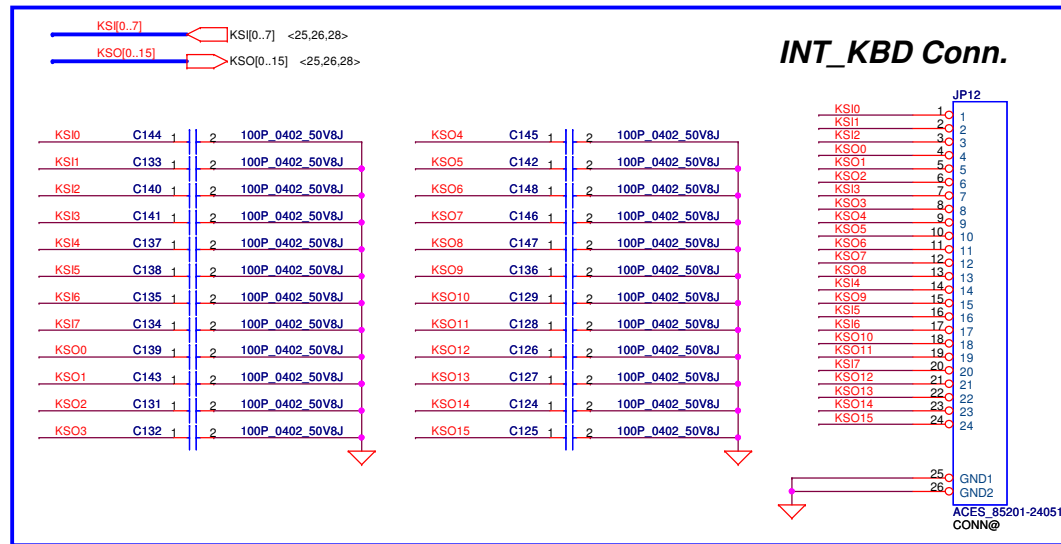 KSI[0..7] KSI[0..7] <25,26,28>
KSO[0..15] KSO[0..15] <25,26,28>
INT_KBD Conn.
KSI0 C144 1 2 100P_0402_50V8J
KSI1 C133 1 2 100P_0402_50V8J
KSI2 C140 1 2 100P_0402_50V8J
KSI3 C141 1 2 100P_0402_50V8J
KSI4 C137 1 2 100P_0402_50V8J
KSI5 C138 1 2 100P_0402_50V8J
KSI6 C135 1 2 100P_0402_50V8J
KSI7 C134 1 2 100P_0402_50V8J
KSO0 C139 1 2 100P_0402_50V8J
KSO1 C143 1 2 100P_0402_50V8J
KSO2 C131 1 2 100P_0402_50V8J
KSO3 C132 1 2 100P_0402_50V8J
KSO4 C145 1 2 100P_0402_50V8J
KSO5 C142 1 2 100P_0402_50V8J
KSO6 C148 1 2 100P_0402_50V8J
KSO7 C146 1 2 100P_0402_50V8J
KSO8 C147 1 2 100P_0402_50V8J
KSO9 C136 1 2 100P_0402_50V8J
KSO10 C129 1 2 100P_0402_50V8J
KSO11 C128 1 2 100P_0402_50V8J
KSO12 C126 1 2 100P_0402_50V8J
KSO13 C127 1 2 100P_0402_50V8J
KSO14 C124 1 2 100P_0402_50V8J
KSO15 C125 1 2 100P_0402_50V8J
JP12
KSI0 1 1
KSI1 2 2
KSI2 3 3
KSO0 4 4
KSO1 5 5
KSO2 6 6
KSI3 7 7
KSO3 8 8
KSO4 9 9
KSO5 10 10
KSO6 11 11
KSO7 12 12
KSO8 13 13
KSI4 14 14
KSO9 15 15
KSI5 16 16
KSI6 17 17
KSO10 18 18
KSO11 19 19
KSI7 20 20
KSO12 21 21
KSO13 22 22
KSO14 23 23
KSO15 24 24
25 GND1
26 GND2
ACES_85201-24051
CONN@